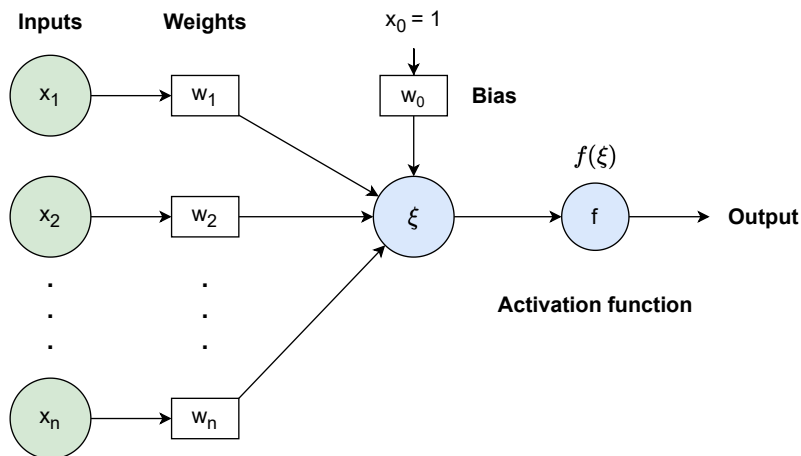 Inputs
Weights
x₀ = 1
x₁
w₁
w₀
Bias
f(ξ)
x₂
w₂
ξ
f
Output
. .
. .
. .
Activation function
xₙ
wₙ